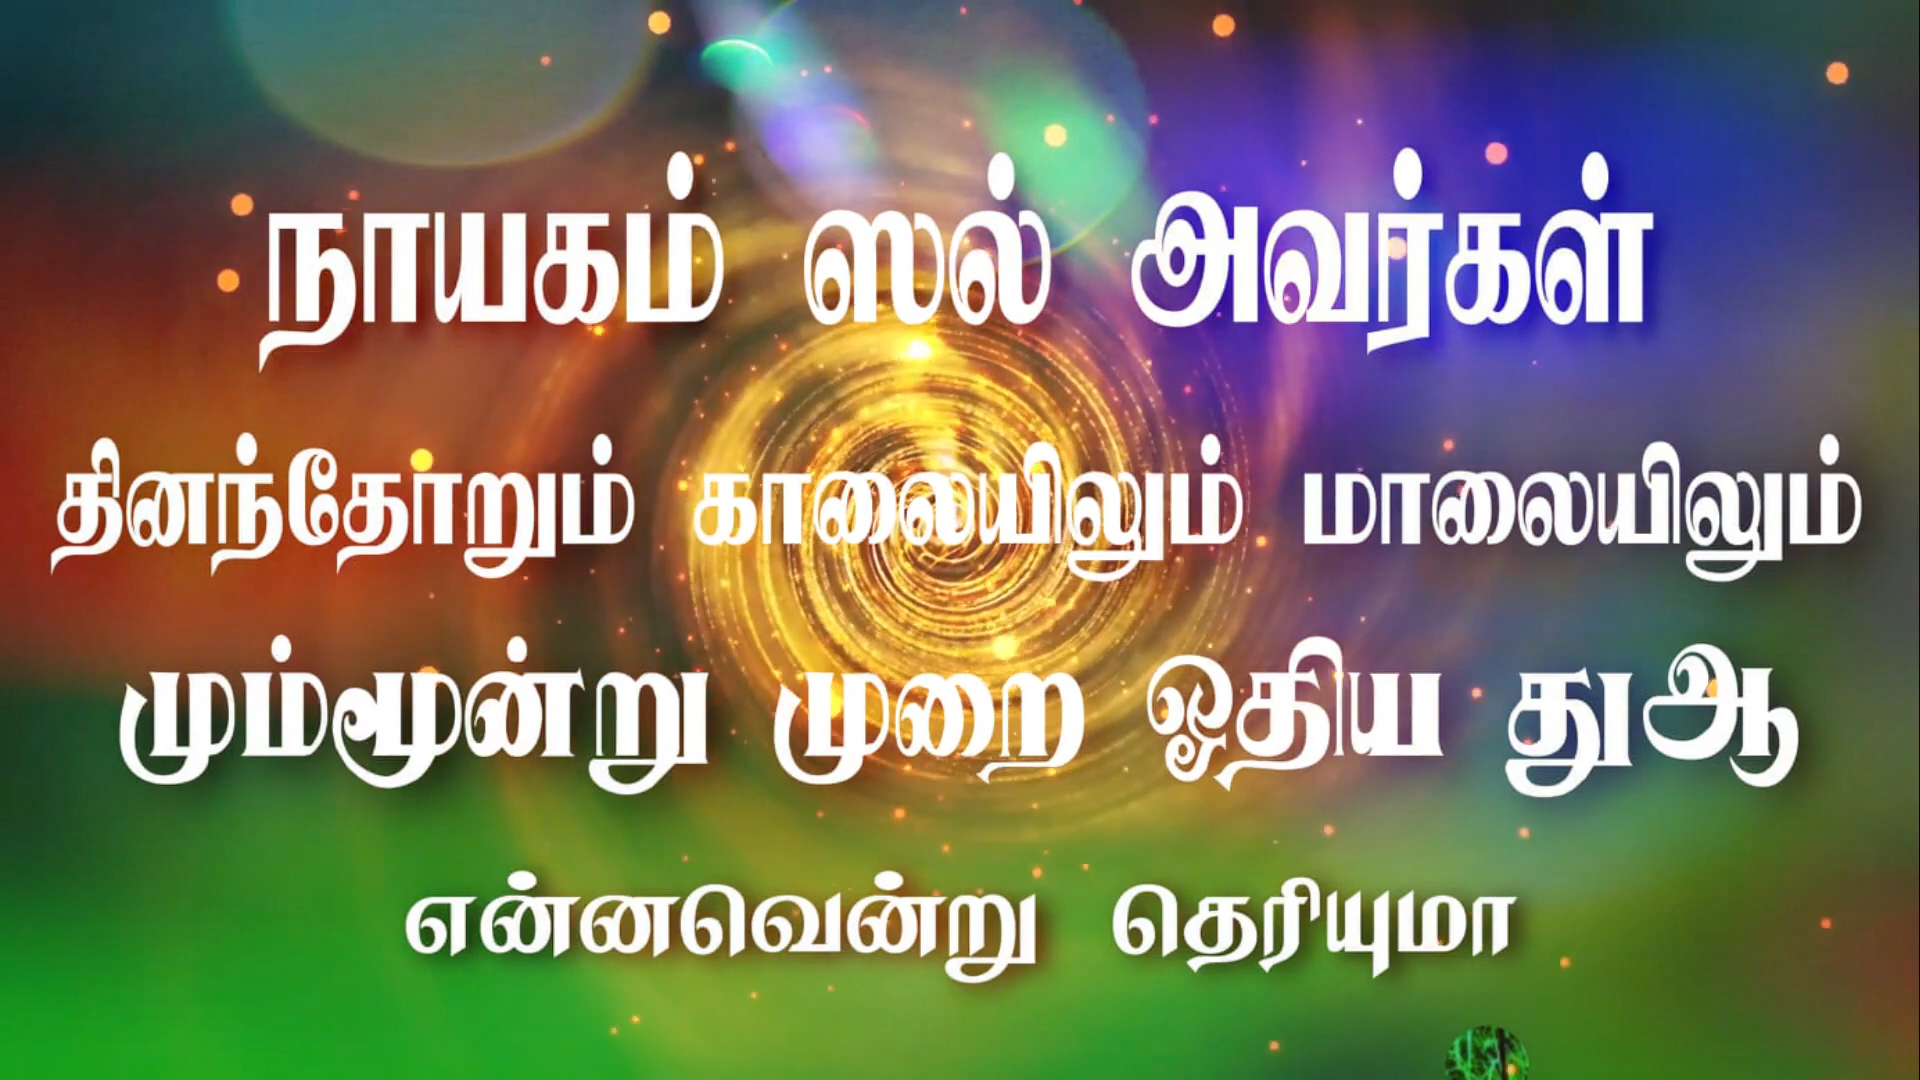 நாயகம் ஸல் அவர்கள்
தினந்தோறும் காலையிலும் மாலையிலும்
மும்மூன்று முறை ஓதிய துஆ
என்னவென்று தெரியுமா